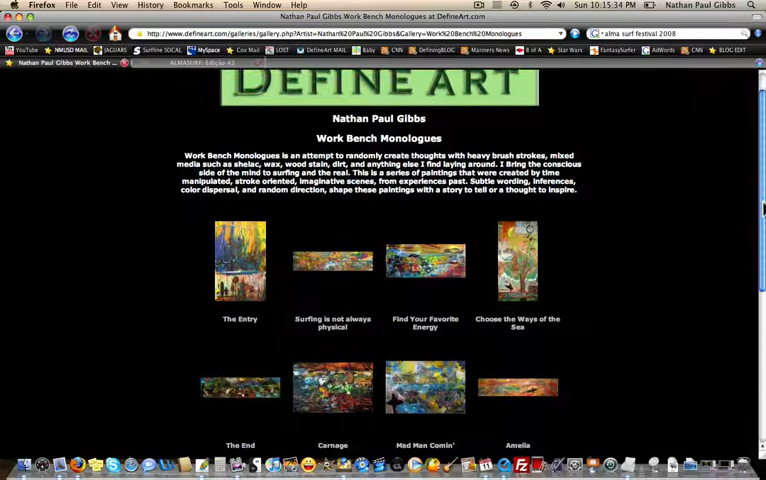 Firefox File Edit View History Bookmarks Tools Window Help Sun 10:15:34 PM Nathan Paul Gibbs
Nathan Paul Gibbs Work Bench Monologues at DefineArt.com
http://www.defineart.com/galleries/gallery.php?Artist=Nathan%20Paul%20Gibbs&Gallery=Work%20Bench%20Monologues alma surf festival 2008
YouTube NMUSD MAIL JAGUARS Surfline SOCAL MySpace Cox Mail LOST DefineArt MAIL Baby CNN DefiningBLOG Mariners News B of A Star Wars FantasySurfer AdWords CNN BLOG EDIT
Nathan Paul Gibbs Work Bench ... ALMASURF: Edição 43
DEFINE ART
Nathan Paul Gibbs
Work Bench Monologues
Work Bench Monologues is an attempt to randomly create thoughts with heavy brush strokes, mixed
media such as shelac, wax, wood stain, dirt, and anything else I find laying around. I Bring the conscious
side of the mind to surfing and the real. This is a series of paintings that were created by time
manipulated, stroke oriented, imaginative scenes, from experiences past. Subtle wording, inferences,
color dispersal, and random direction, shape these paintings with a story to tell or a thought to inspire.
The Entry Surfing is not always Find Your Favorite Choose the Ways of the
physical Energy Sea
The End Carnage Mad Man Comin' Amelia